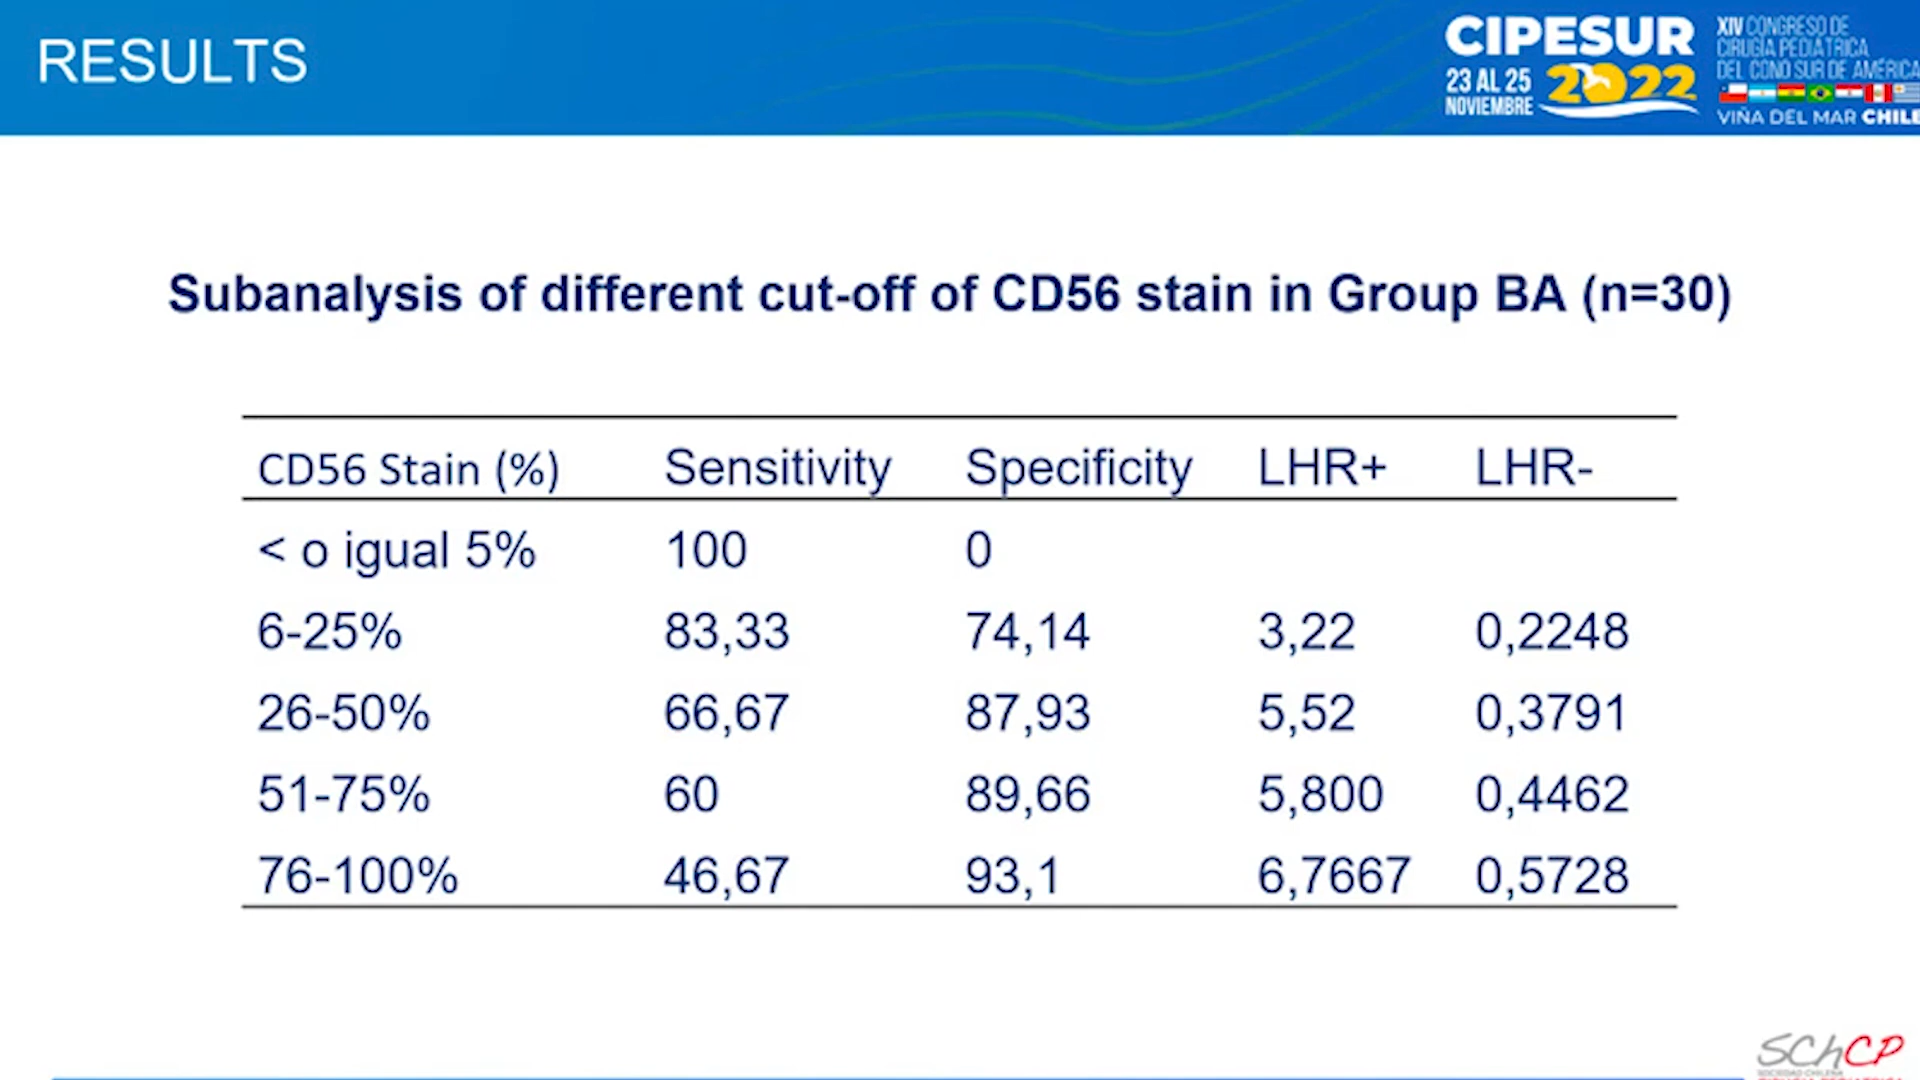 RESULTS
CIPESUR
23 AL 25
NOVIEMBRE
2022
XIV CONGRESO DE
CIRUGÍA PEDIÁTRICA
DEL CONO SUR DE AMÉRICA
VIÑA DEL MAR CHILE
Subanalysis of different cut-off of CD56 stain in Group BA (n=30)
CD56 Stain (%) Sensitivity Specificity LHR+ LHR-
< o igual 5% 100 0
6-25% 83,33 74,14 3,22 0,2248
26-50% 66,67 87,93 5,52 0,3791
51-75% 60 89,66 5,800 0,4462
76-100% 46,67 93,1 6,7667 0,5728
SChCP
SOCIEDAD CHILENA